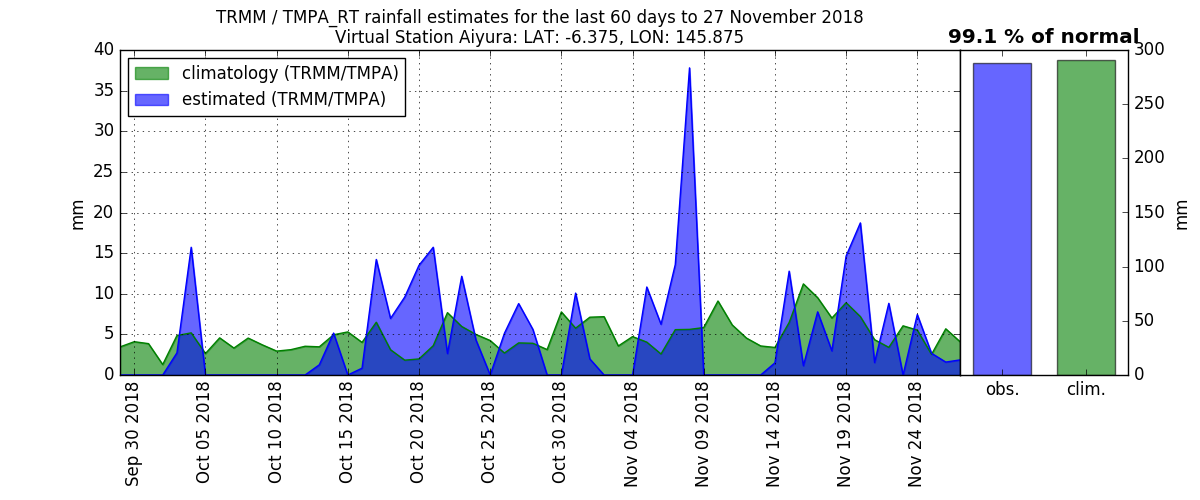 TRMM / TMPA_RT rainfall estimates for the last 60 days to 27 November 2018
Virtual Station Aiyura: LAT: -6.375, LON: 145.875
99.1 % of normal
climatology (TRMM/TMPA)
estimated (TRMM/TMPA)
mm
40
35
30
25
20
15
10
5
0
Sep 30 2018
Oct 05 2018
Oct 10 2018
Oct 15 2018
Oct 20 2018
Oct 25 2018
Oct 30 2018
Nov 04 2018
Nov 09 2018
Nov 14 2018
Nov 19 2018
Nov 24 2018
300
250
200
150
100
50
0
mm
obs.
clim.